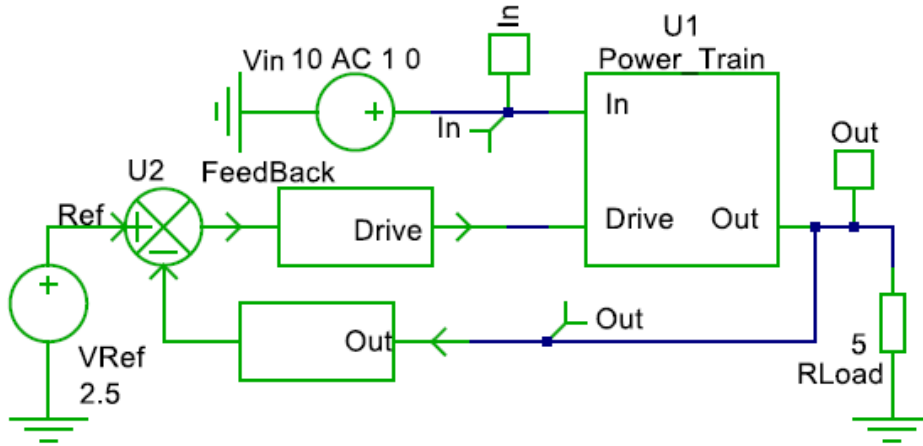 In
U1
Power_Train
Vin 10 AC 1 0
In
In
Out
U2
FeedBack
Ref
Drive
Drive
Out
Out
Out
VRef
2.5
5
RLoad